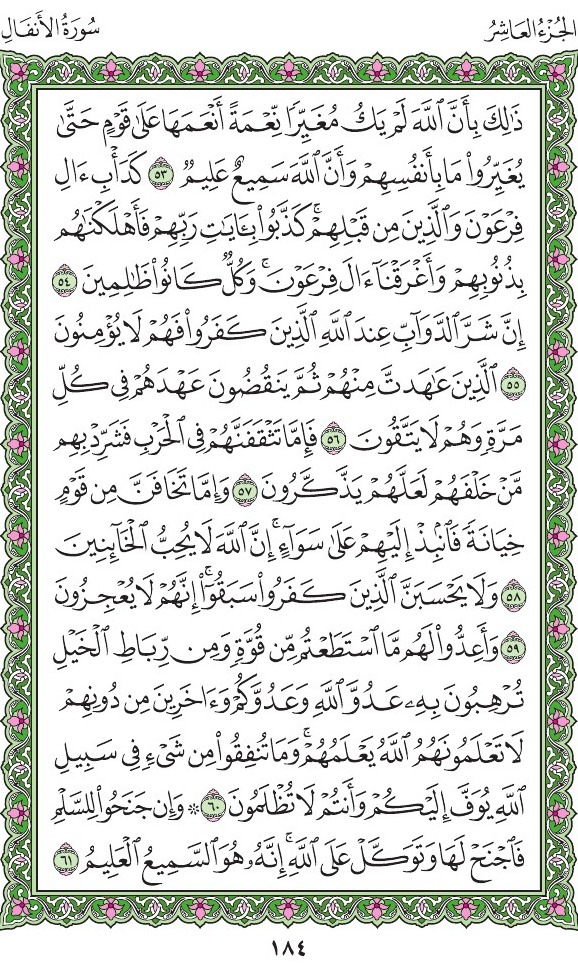 الجُزْءُ العَاشِرُ
سُورَةُ الأَنفَالِ
ذَٰلِكَ بِأَنَّ ٱللَّهَ لَمْ يَكُ مُغَيِّرًا نِّعْمَةً أَنْعَمَهَا عَلَىٰ قَوْمٍ حَتَّىٰ
يُغَيِّرُوا۟ مَا بِأَنفُسِهِمْ وَأَنَّ ٱللَّهَ سَمِيعٌ عَلِيمٌ ٥٣ كَدَأْبِ ءَالِ
فِرْعَوْنَ وَٱلَّذِينَ مِن قَبْلِهِمْ ۚ كَذَّبُوا۟ بِـَٔايَـٰتِ رَبِّهِمْ فَأَهْلَكْنَـٰهُم
بِذُنُوبِهِمْ وَأَغْرَقْنَآ ءَالَ فِرْعَوْنَ ۚ وَكُلٌّ كَانُوا۟ ظَـٰلِمِينَ ٥٤
إِنَّ شَرَّ ٱلدَّوَآبِّ عِندَ ٱللَّهِ ٱلَّذِينَ كَفَرُوا۟ فَهُمْ لَا يُؤْمِنُونَ
٥٥ ٱلَّذِينَ عَـٰهَدتَّ مِنْهُمْ ثُمَّ يَنقُضُونَ عَهْدَهُمْ فِى كُلِّ
مَرَّةٍ وَهُمْ لَا يَتَّقُونَ ٥٦ فَإِمَّا تَثْقَفَنَّهُمْ فِى ٱلْحَرْبِ فَشَرِّدْ بِهِم
مَّنْ خَلْفَهُمْ لَعَلَّهُمْ يَذَّكَّرُونَ ٥٧ وَإِمَّا تَخَافَنَّ مِن قَوْمٍ
خِيَانَةً فَٱنۢبِذْ إِلَيْهِمْ عَلَىٰ سَوَآءٍ ۚ إِنَّ ٱللَّهَ لَا يُحِبُّ ٱلْخَآئِنِينَ
٥٨ وَلَا يَحْسَبَنَّ ٱلَّذِينَ كَفَرُوا۟ سَبَقُوٓا۟ ۚ إِنَّهُمْ لَا يُعْجِزُونَ
٥٩ وَأَعِدُّوا۟ لَهُم مَّا ٱسْتَطَعْتُم مِّن قُوَّةٍ وَمِن رِّبَاطِ ٱلْخَيْلِ
تُرْهِبُونَ بِهِۦ عَدُوَّ ٱللَّهِ وَعَدُوَّكُمْ وَءَاخَرِينَ مِن دُونِهِمْ
لَا تَعْلَمُونَهُمُ ٱللَّهُ يَعْلَمُهُمْ ۚ وَمَا تُنفِقُوا۟ مِن شَىْءٍ فِى سَبِيلِ
ٱللَّهِ يُوَفَّ إِلَيْكُمْ وَأَنتُمْ لَا تُظْلَمُونَ ٦٠ ۞ وَإِن جَنَحُوا۟ لِلسَّلْمِ
فَٱجْنَحْ لَهَا وَتَوَكَّلْ عَلَى ٱللَّهِ ۚ إِنَّهُۥ هُوَ ٱلسَّمِيعُ ٱلْعَلِيمُ ٦١
١٨٤